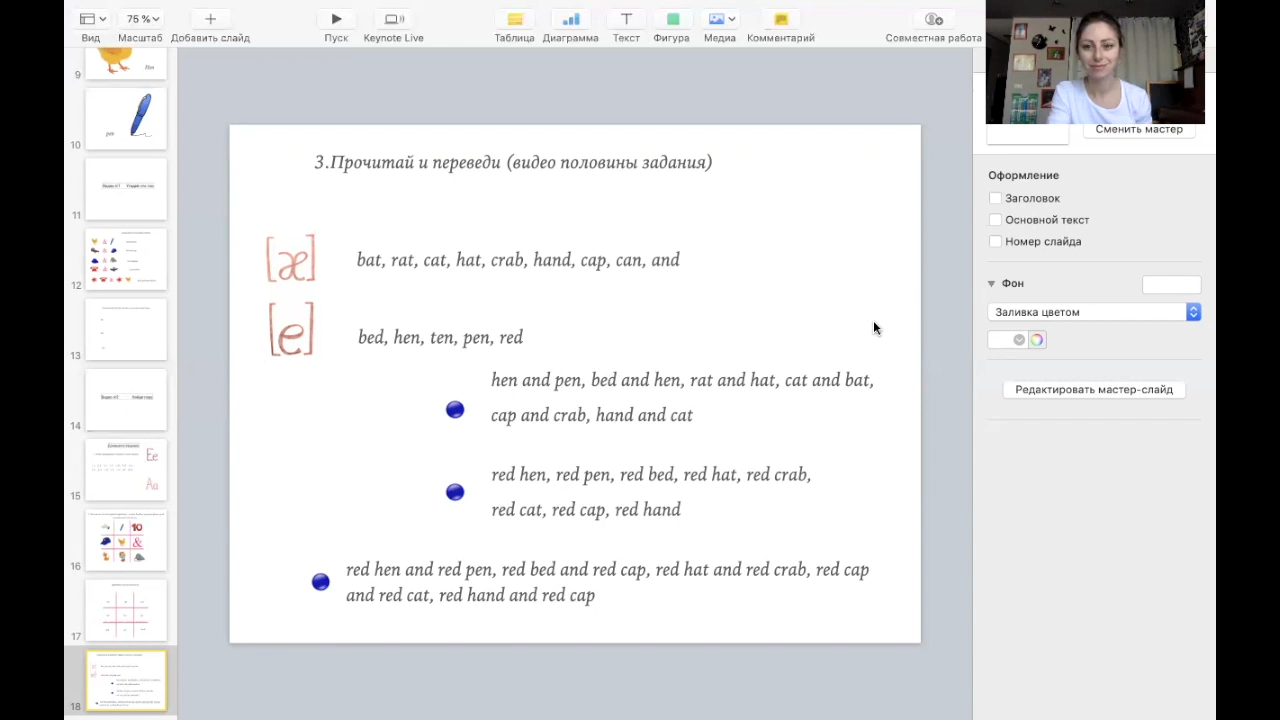 75 %
Вид
Масштаб
Добавить слайд
Пуск
Keynote Live
Таблица
Диаграмма
Текст
Фигура
Медиа
Комментарий
Совместная работа
9
10
pen
11
12
13
14
15
Ee
Aa
16
10
&
17
18
3.Прочитай и переведи (видео половины задания)
[æ]
bat, rat, cat, hat, crab, hand, cap, can, and
[e]
bed, hen, ten, pen, red
hen and pen, bed and hen, rat and hat, cat and bat,
cap and crab, hand and cat
red hen, red pen, red bed, red hat, red crab,
red cat, red cap, red hand
red hen and red pen, red bed and red cap, red hat and red crab, red cap
and red cat, red hand and red cap
Сменить мастер
Оформление
Заголовок
Основной текст
Номер слайда
Фон
Заливка цветом
Редактировать мастер-слайд